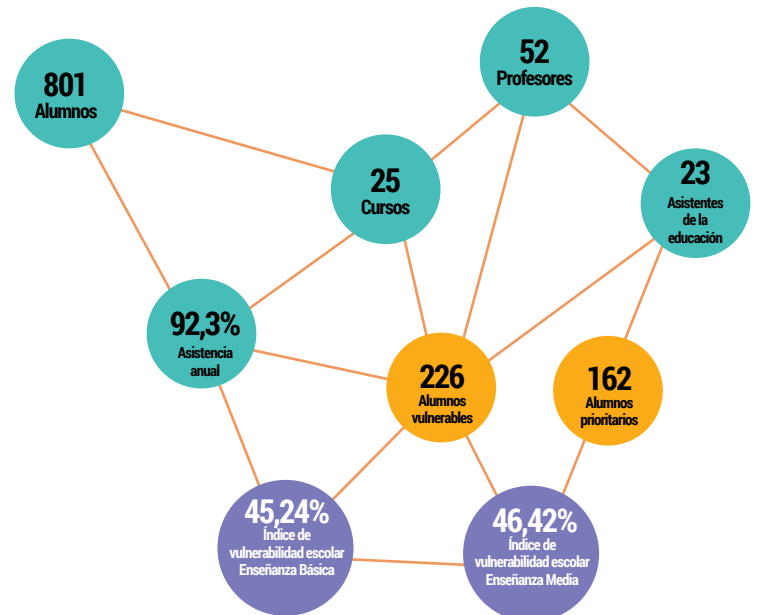 52
Profesores
801
Alumnos
25
Cursos
23
Asistentes
de la
educación
92,3%
Asistencia
anual
226
Alumnos
vulnerables
162
Alumnos
prioritarios
45,24%
Índice de
vulnerabilidad escolar
Enseñanza Básica
46,42%
Índice de
vulnerabilidad escolar
Enseñanza Media